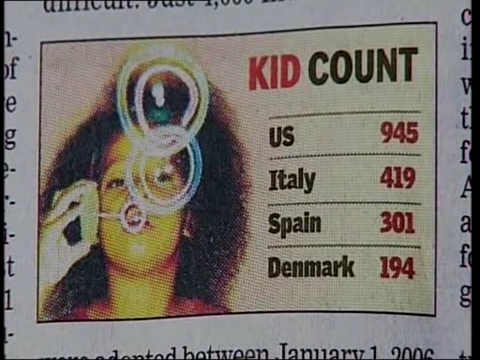 KID COUNT
US 945
Italy 419
Spain 301
Denmark 194
were adopted between January 1, 2006